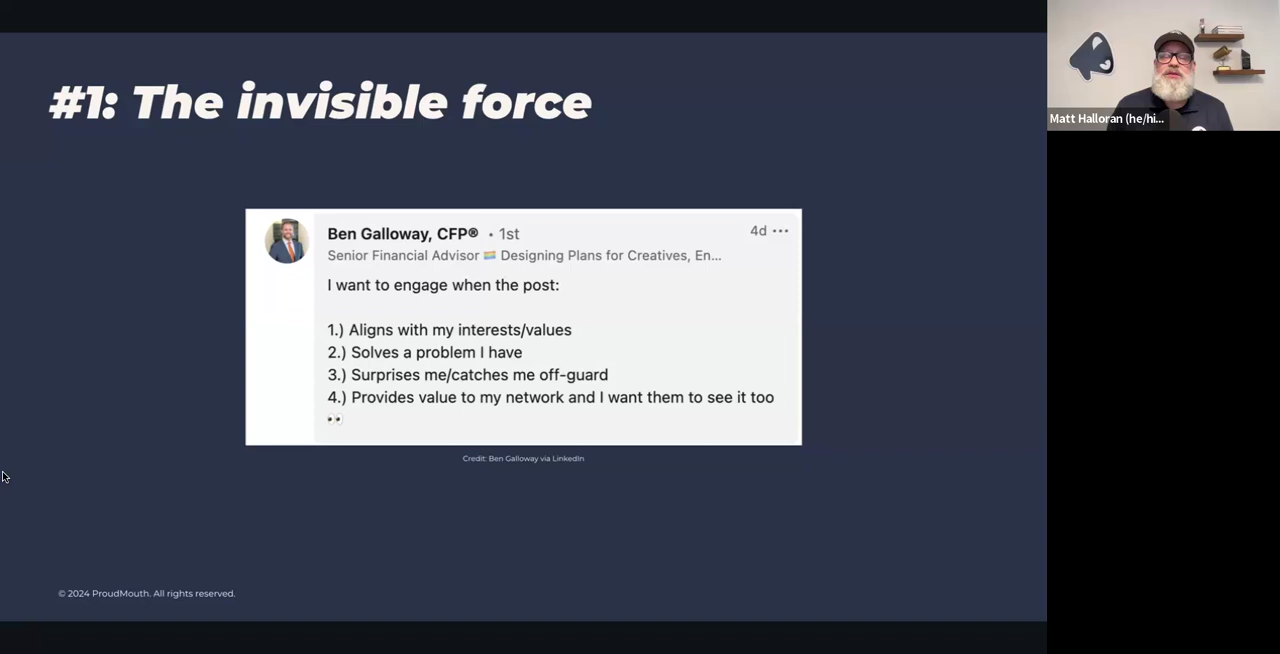 #1: The invisible force
Ben Galloway, CFP® • 1st
4d •••
Senior Financial Advisor 🏳️‍🌈 Designing Plans for Creatives, En...
I want to engage when the post:
1.) Aligns with my interests/values
2.) Solves a problem I have
3.) Surprises me/catches me off-guard
4.) Provides value to my network and I want them to see it too
👀
Credit: Ben Galloway via LinkedIn
© 2024 ProudMouth. All rights reserved.
Matt Halloran (he/hi...